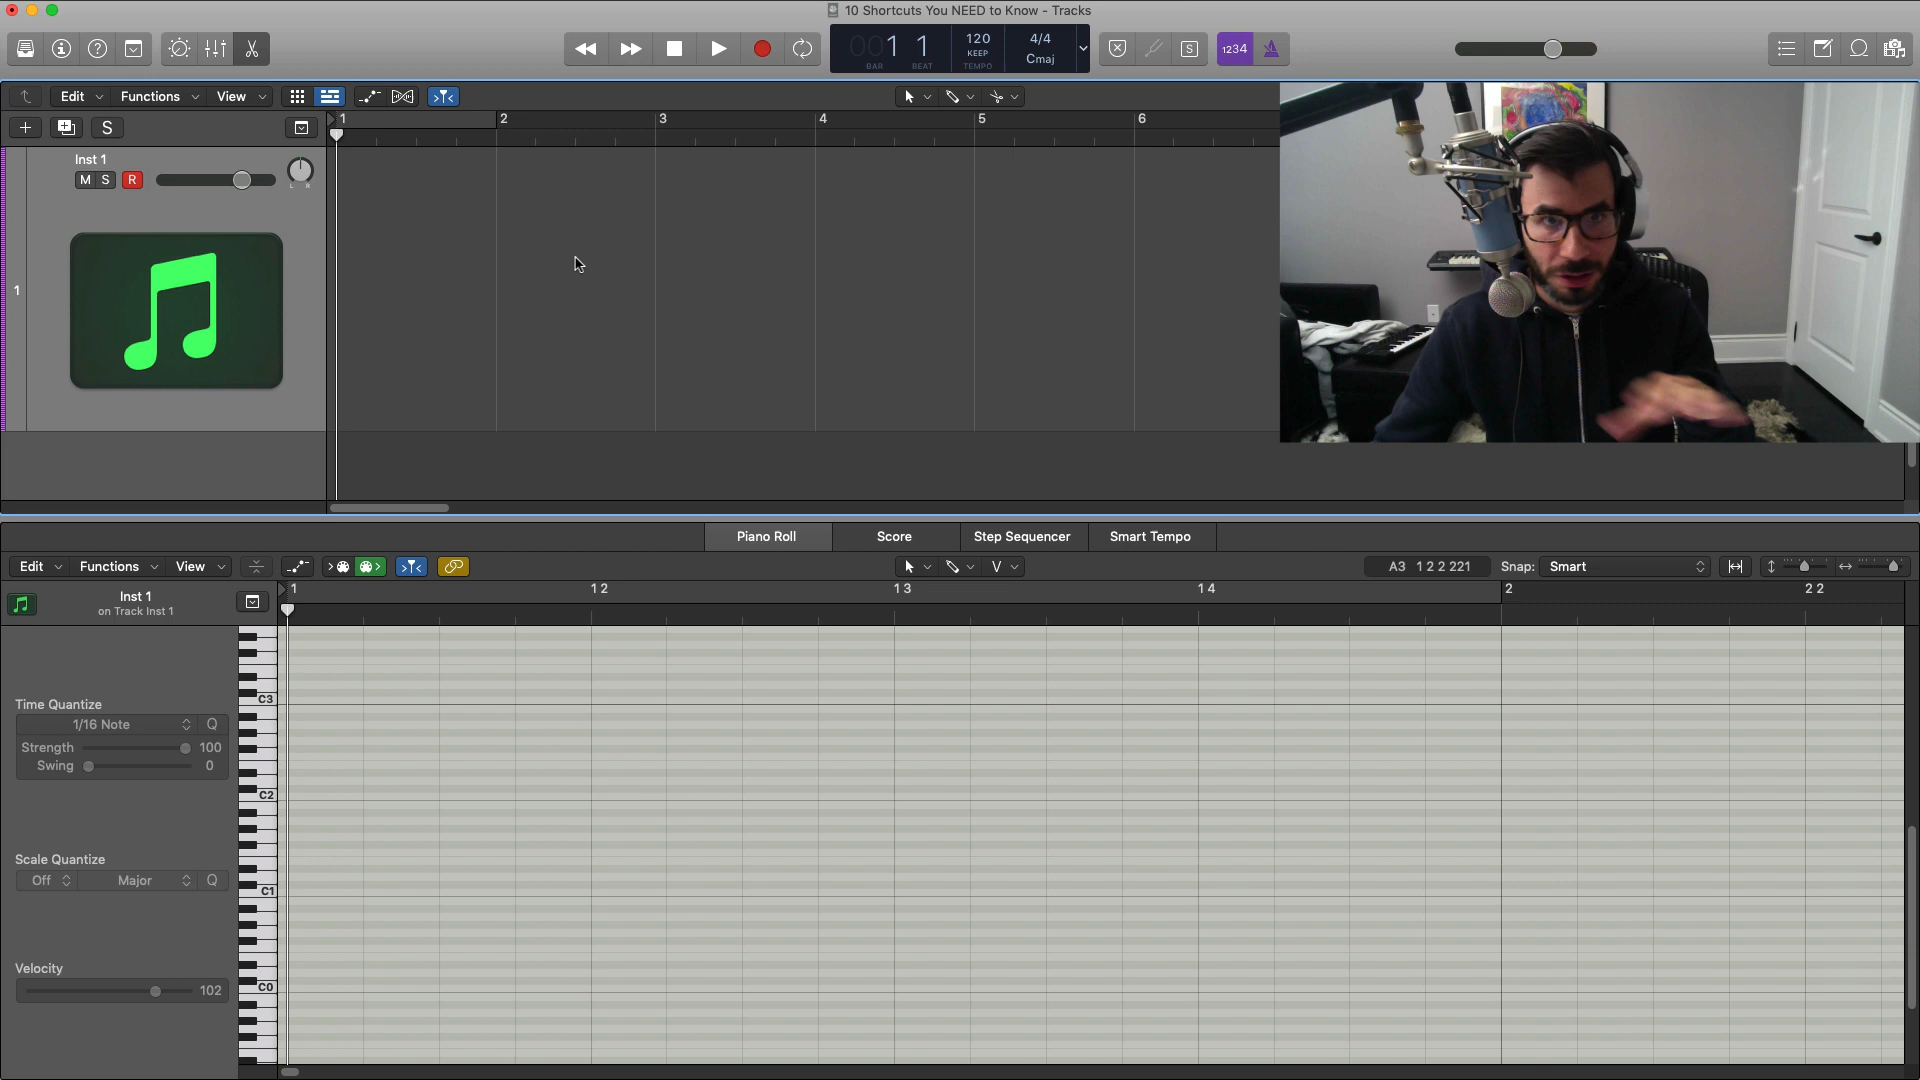 10 Shortcuts You NEED to Know - Tracks
001 1
BAR BEAT
120
KEEP
TEMPO
4/4
Cmaj
S
1234
Edit Functions View
S
1 2 3 4 5 6
Inst 1
M S R
L R
1
Piano Roll Score Step Sequencer Smart Tempo
Edit Functions View
V
A3 1 2 2 221
Snap: Smart
Inst 1
on Track Inst 1
1 1 2 1 3 1 4 2 2 2
Time Quantize
1/16 Note Q
Strength 100
Swing 0
Scale Quantize
Off Major Q
Velocity
102
C3
C2
C1
C0